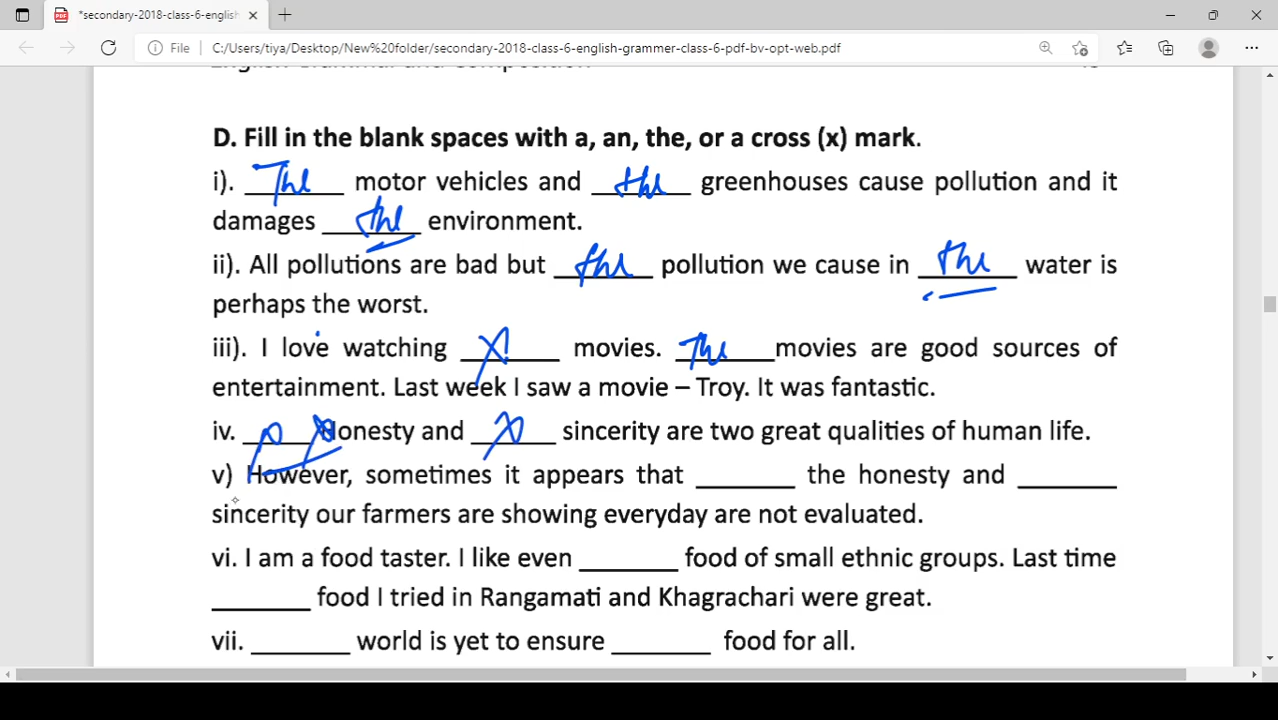 *secondary-2018-class-6-english
File C:/Users/tiya/Desktop/New%20folder/secondary-2018-class-6-english-grammer-class-6-pdf-bv-opt-web.pdf
D. Fill in the blank spaces with a, an, the, or a cross (x) mark.
i). The motor vehicles and the greenhouses cause pollution and it
damages the environment.
ii). All pollutions are bad but the pollution we cause in the water is
perhaps the worst.
iii). I love watching X movies. The movies are good sources of
entertainment. Last week I saw a movie – Troy. It was fantastic.
iv. Honesty and X sincerity are two great qualities of human life.
v) However, sometimes it appears that ________ the honesty and ________
sincerity our farmers are showing everyday are not evaluated.
vi. I am a food taster. I like even ________ food of small ethnic groups. Last time
________ food I tried in Rangamati and Khagrachari were great.
vii. ________ world is yet to ensure ________ food for all.